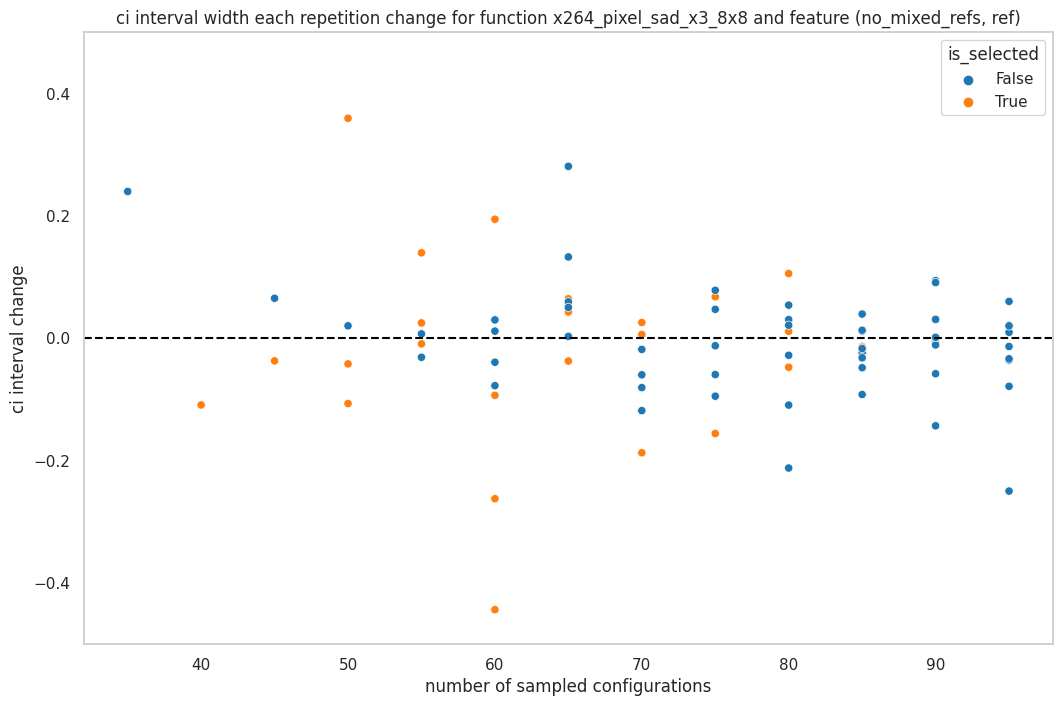 ci interval width each repetition change for function x264_pixel_sad_x3_8x8 and feature (no_mixed_refs, ref)
is_selected
False
True
ci interval change
0.4
0.2
0.0
−0.2
−0.4
40 50 60 70 80 90
number of sampled configurations